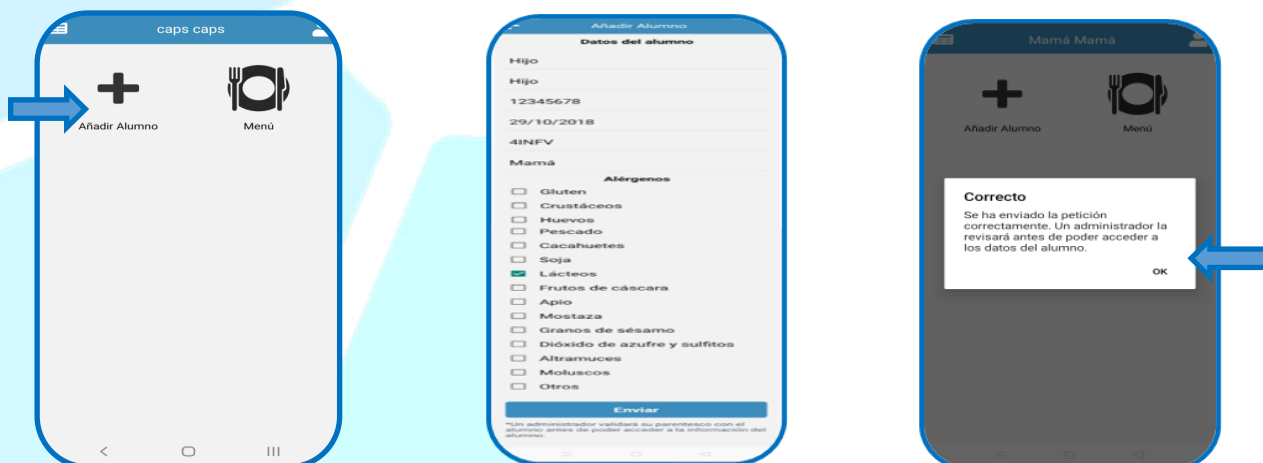 caps caps
Añadir Alumno
Menú
Añadir Alumno
Datos del alumno
Hijo
Hijo
12345678
29/10/2018
4INFV
Mamá
Alérgenos
Gluten
Crustáceos
Huevos
Pescado
Cacahuetes
Soja
Lácteos
Frutos de cáscara
Apio
Mostaza
Granos de sésamo
Dióxido de azufre y sulfitos
Altramuces
Moluscos
Otros
Enviar
*Un administrador validará su parentesco con el
alumno antes de poder acceder a la información del
alumno.
Mamá Mamá
Añadir Alumno
Menú
Correcto
Se ha enviado la petición
correctamente. Un administrador la
revisará antes de poder acceder a
los datos del alumno.
OK